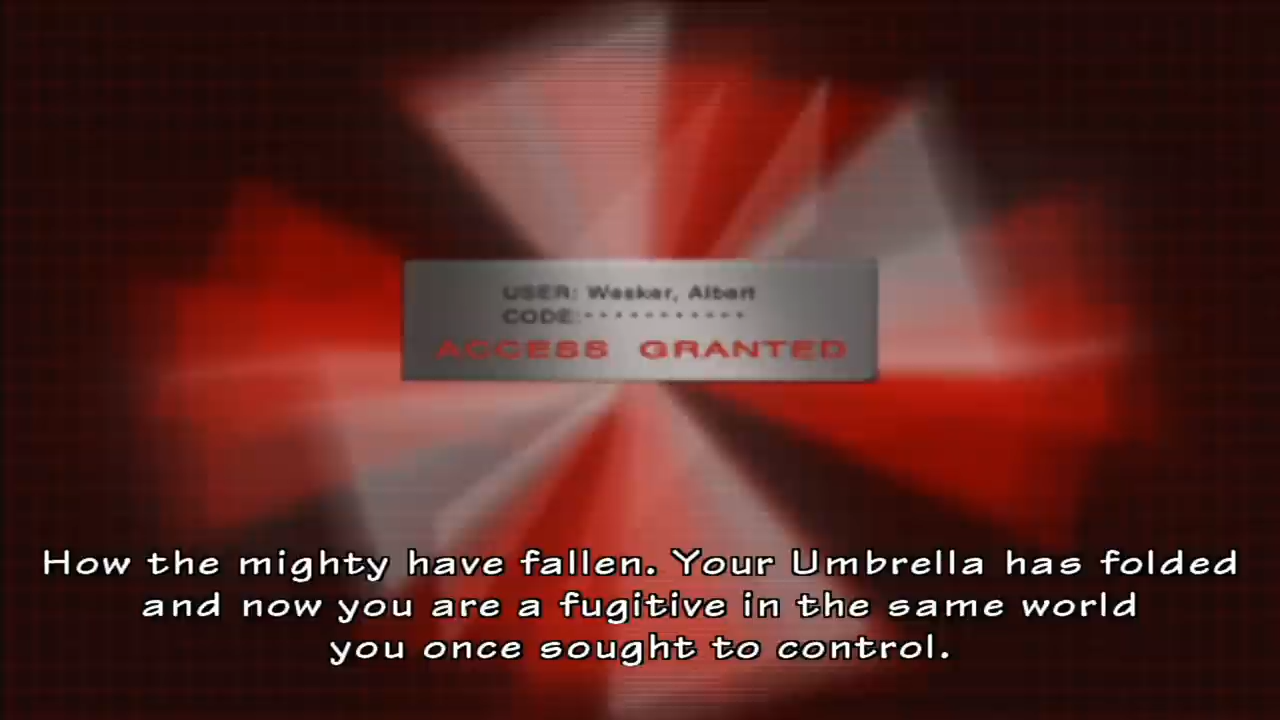 USER: Wesker, Albert
CODE:***********
ACCESS GRANTED
How the mighty have fallen. Your Umbrella has folded
and now you are a fugitive in the same world
you once sought to control.